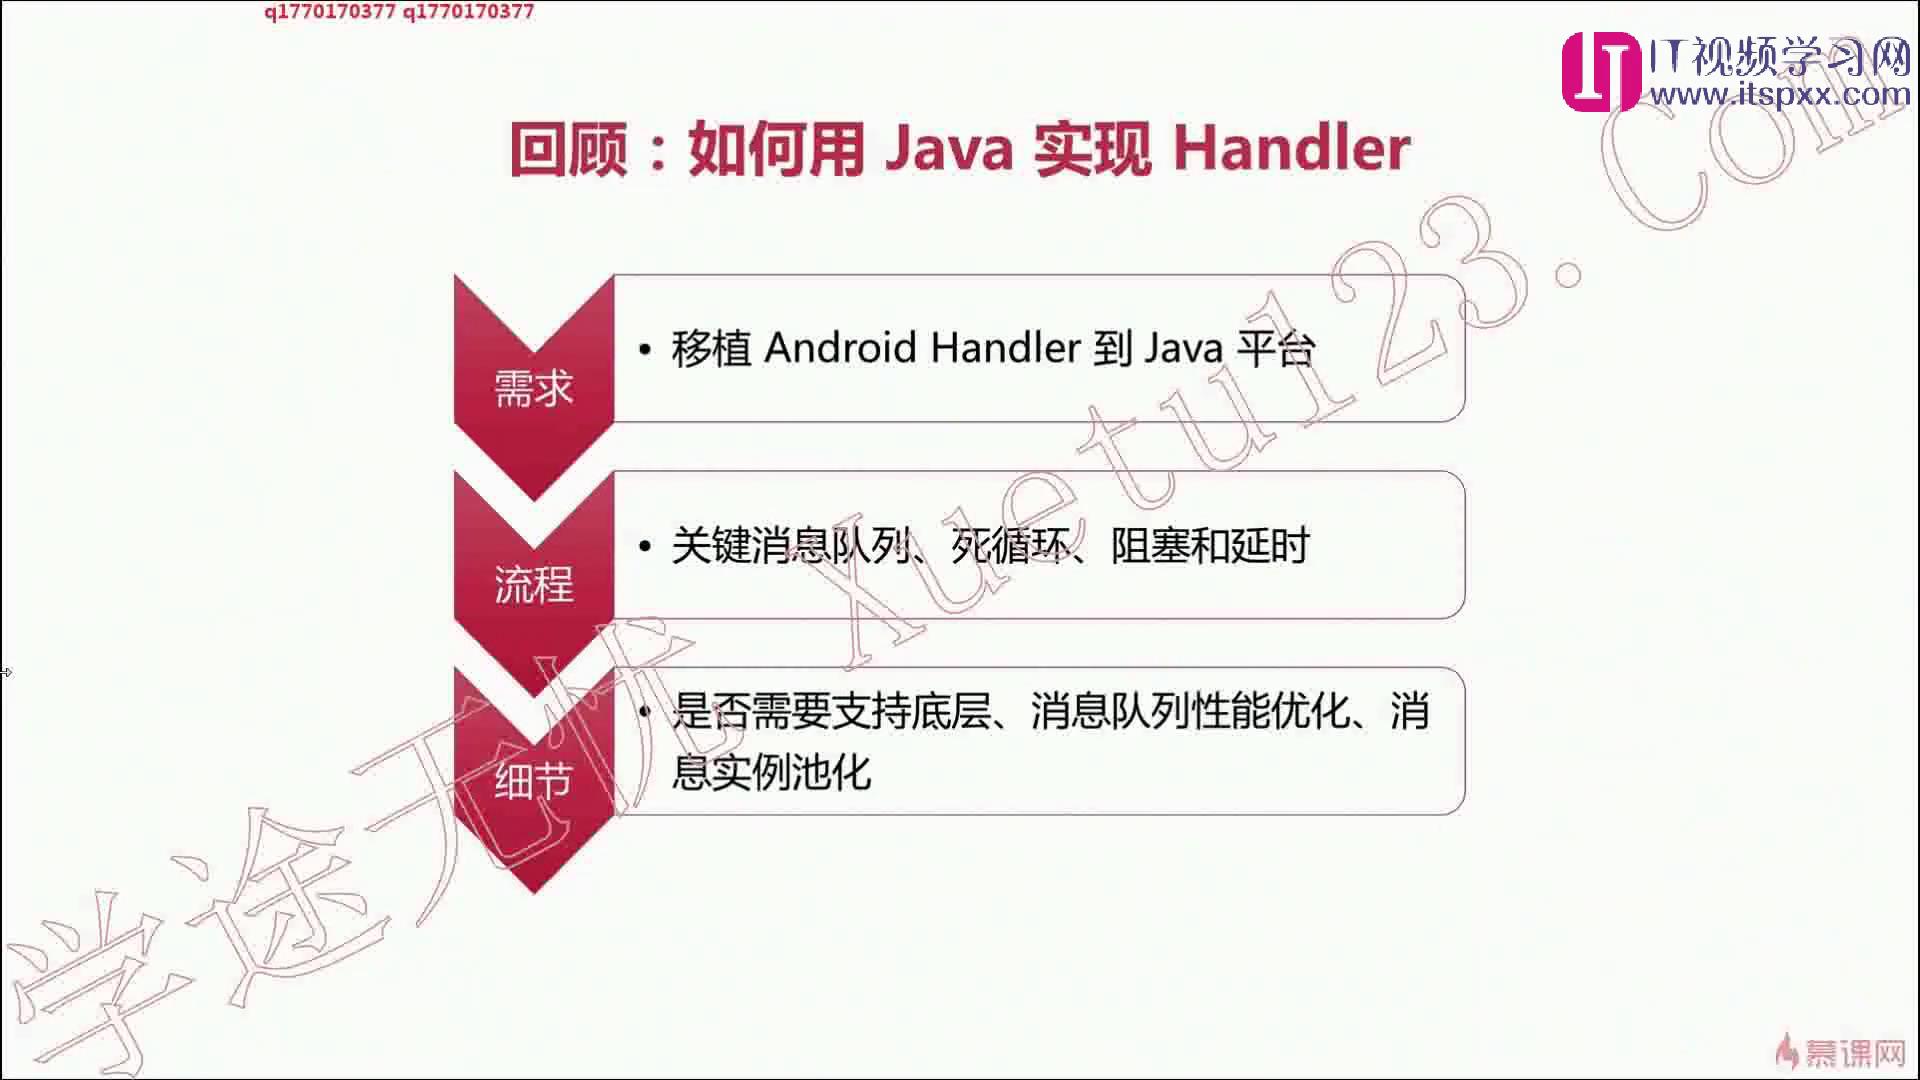 q1770170377 q1770170377
IT视频学习网
www.itspxx.com
回顾：如何用 Java 实现 Handler
需求
• 移植 Android Handler 到 Java 平台
流程
• 关键消息队列、死循环、阻塞和延时
细节
• 是否需要支持底层、消息队列性能优化、消
息实例池化
学途无忧 Xuetu123.Com
慕课网